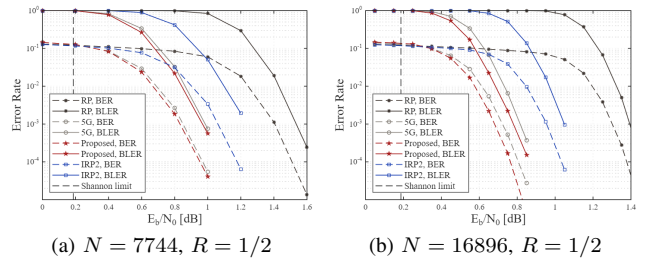 Error Rate
10^0
10^-1
10^-2
10^-3
10^-4
RP, BER
RP, BLER
5G, BER
5G, BLER
Proposed, BER
Proposed, BLER
IRP2, BER
IRP2, BLER
Shannon limit
0 0.2 0.4 0.6 0.8 1.0 1.2 1.4 1.6
E_b/N_0 [dB]
(a) N = 7744, R = 1/2
Error Rate
10^0
10^-1
10^-2
10^-3
10^-4
RP, BER
RP, BLER
5G, BER
5G, BLER
Proposed, BER
Proposed, BLER
IRP2, BER
IRP2, BLER
Shannon limit
0 0.2 0.4 0.6 0.8 1.0 1.2 1.4
E_b/N_0 [dB]
(b) N = 16896, R = 1/2